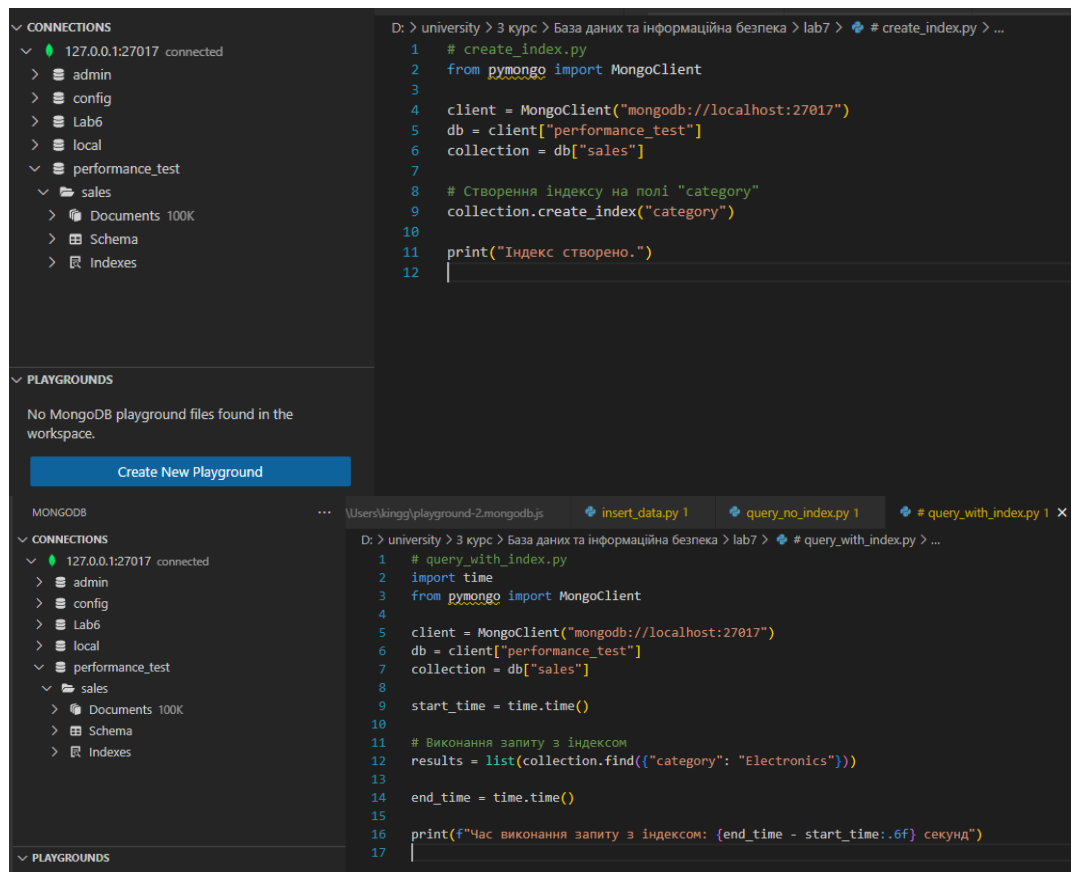 CONNECTIONS
127.0.0.1:27017 connected
admin
config
Lab6
local
performance_test
sales
Documents 100K
Schema
Indexes
PLAYGROUNDS
No MongoDB playground files found in the
workspace.
Create New Playground
D: > university > 3 курс > База даних та інформаційна безпека > lab7 > # create_index.py > ...
1 # create_index.py
2 from pymongo import MongoClient
3
4 client = MongoClient("mongodb://localhost:27017")
5 db = client["performance_test"]
6 collection = db["sales"]
7
8 # Створення індексу на полі "category"
9 collection.create_index("category")
10
11 print("Індекс створено.")
12
MONGODB ...
CONNECTIONS
127.0.0.1:27017 connected
admin
config
Lab6
local
performance_test
sales
Documents 100K
Schema
Indexes
PLAYGROUNDS
\Users\kingg\playground-2.mongodb.js insert_data.py 1 query_no_index.py 1 # query_with_index.py 1
D: > university > 3 курс > База даних та інформаційна безпека > lab7 > # query_with_index.py > ...
1 # query_with_index.py
2 import time
3 from pymongo import MongoClient
4
5 client = MongoClient("mongodb://localhost:27017")
6 db = client["performance_test"]
7 collection = db["sales"]
8
9 start_time = time.time()
10
11 # Виконання запиту з індексом
12 results = list(collection.find({"category": "Electronics"}))
13
14 end_time = time.time()
15
16 print(f"Час виконання запиту з індексом: {end_time - start_time:.6f} секунд")
17